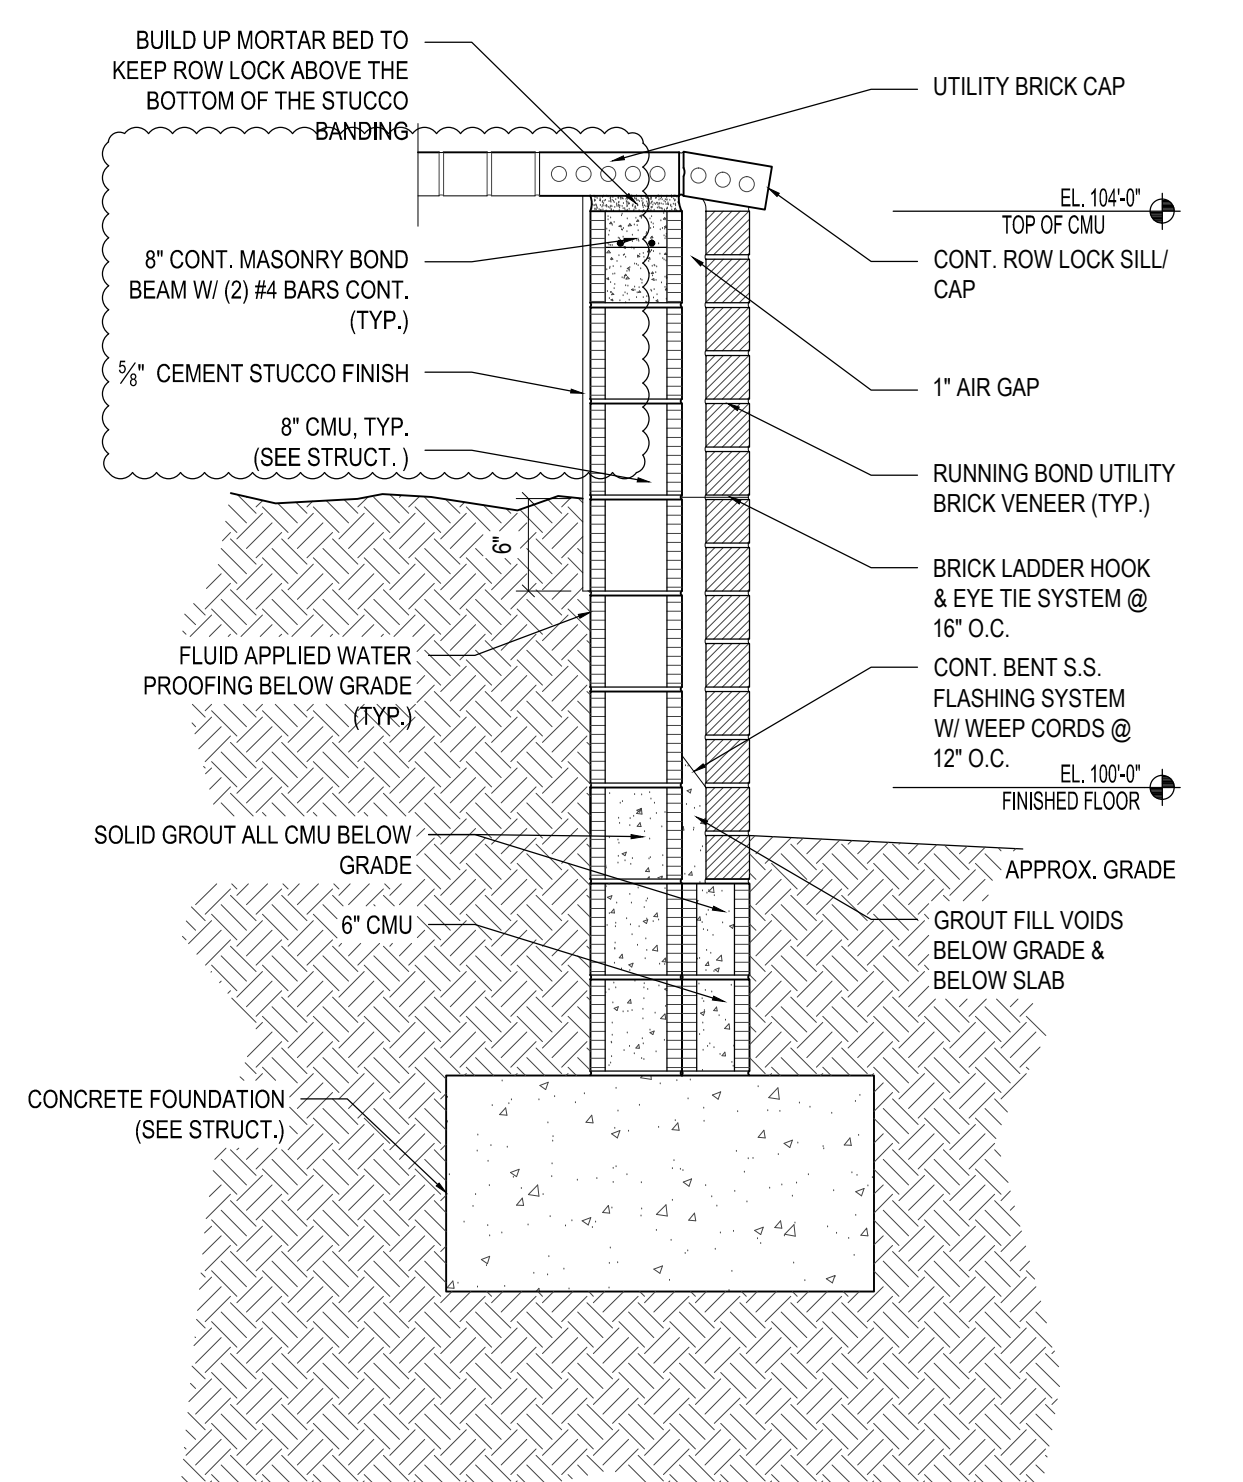 BUILD UP MORTAR BED TO
KEEP ROW LOCK ABOVE THE
BOTTOM OF THE STUCCO
BANDING
8" CONT. MASONRY BOND
BEAM W/ (2) #4 BARS CONT.
(TYP.)
⅝" CEMENT STUCCO FINISH
8" CMU, TYP.
(SEE STRUCT. )
6"
FLUID APPLIED WATER
PROOFING BELOW GRADE
(TYP.)
SOLID GROUT ALL CMU BELOW
GRADE
6" CMU
CONCRETE FOUNDATION
(SEE STRUCT.)
UTILITY BRICK CAP
EL. 104'-0"
TOP OF CMU
CONT. ROW LOCK SILL/
CAP
1" AIR GAP
RUNNING BOND UTILITY
BRICK VENEER (TYP.)
BRICK LADDER HOOK
& EYE TIE SYSTEM @
16" O.C.
CONT. BENT S.S.
FLASHING SYSTEM
W/ WEEP CORDS @
12" O.C.
EL. 100'-0"
FINISHED FLOOR
APPROX. GRADE
GROUT FILL VOIDS
BELOW GRADE &
BELOW SLAB